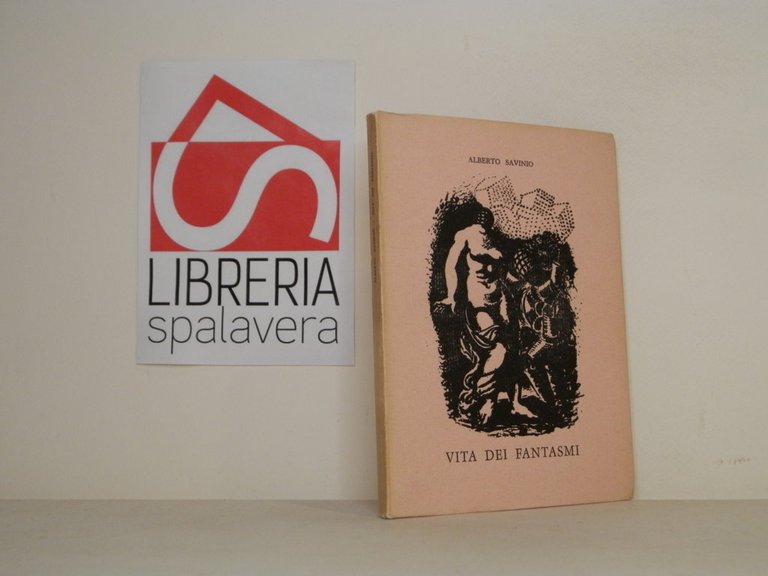 LIBRERIA
spalavera
ALBERTO SAVINIO
VITA DEI FANTASMI